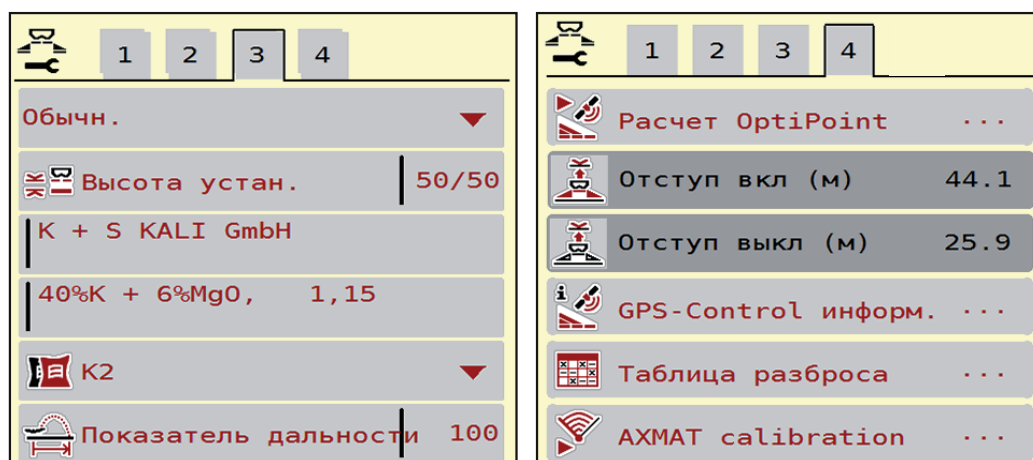 1 2 3 4
Обычн.
Высота устан. 50/50
K + S KALI GmbH
40%K + 6%MgO, 1,15
K2
Показатель дальности 100
1 2 3 4
Расчет OptiPoint ...
Отступ вкл (м) 44.1
Отступ выкл (м) 25.9
i
GPS-Control информ. ...
Таблица разброса ...
AXMAT calibration ...